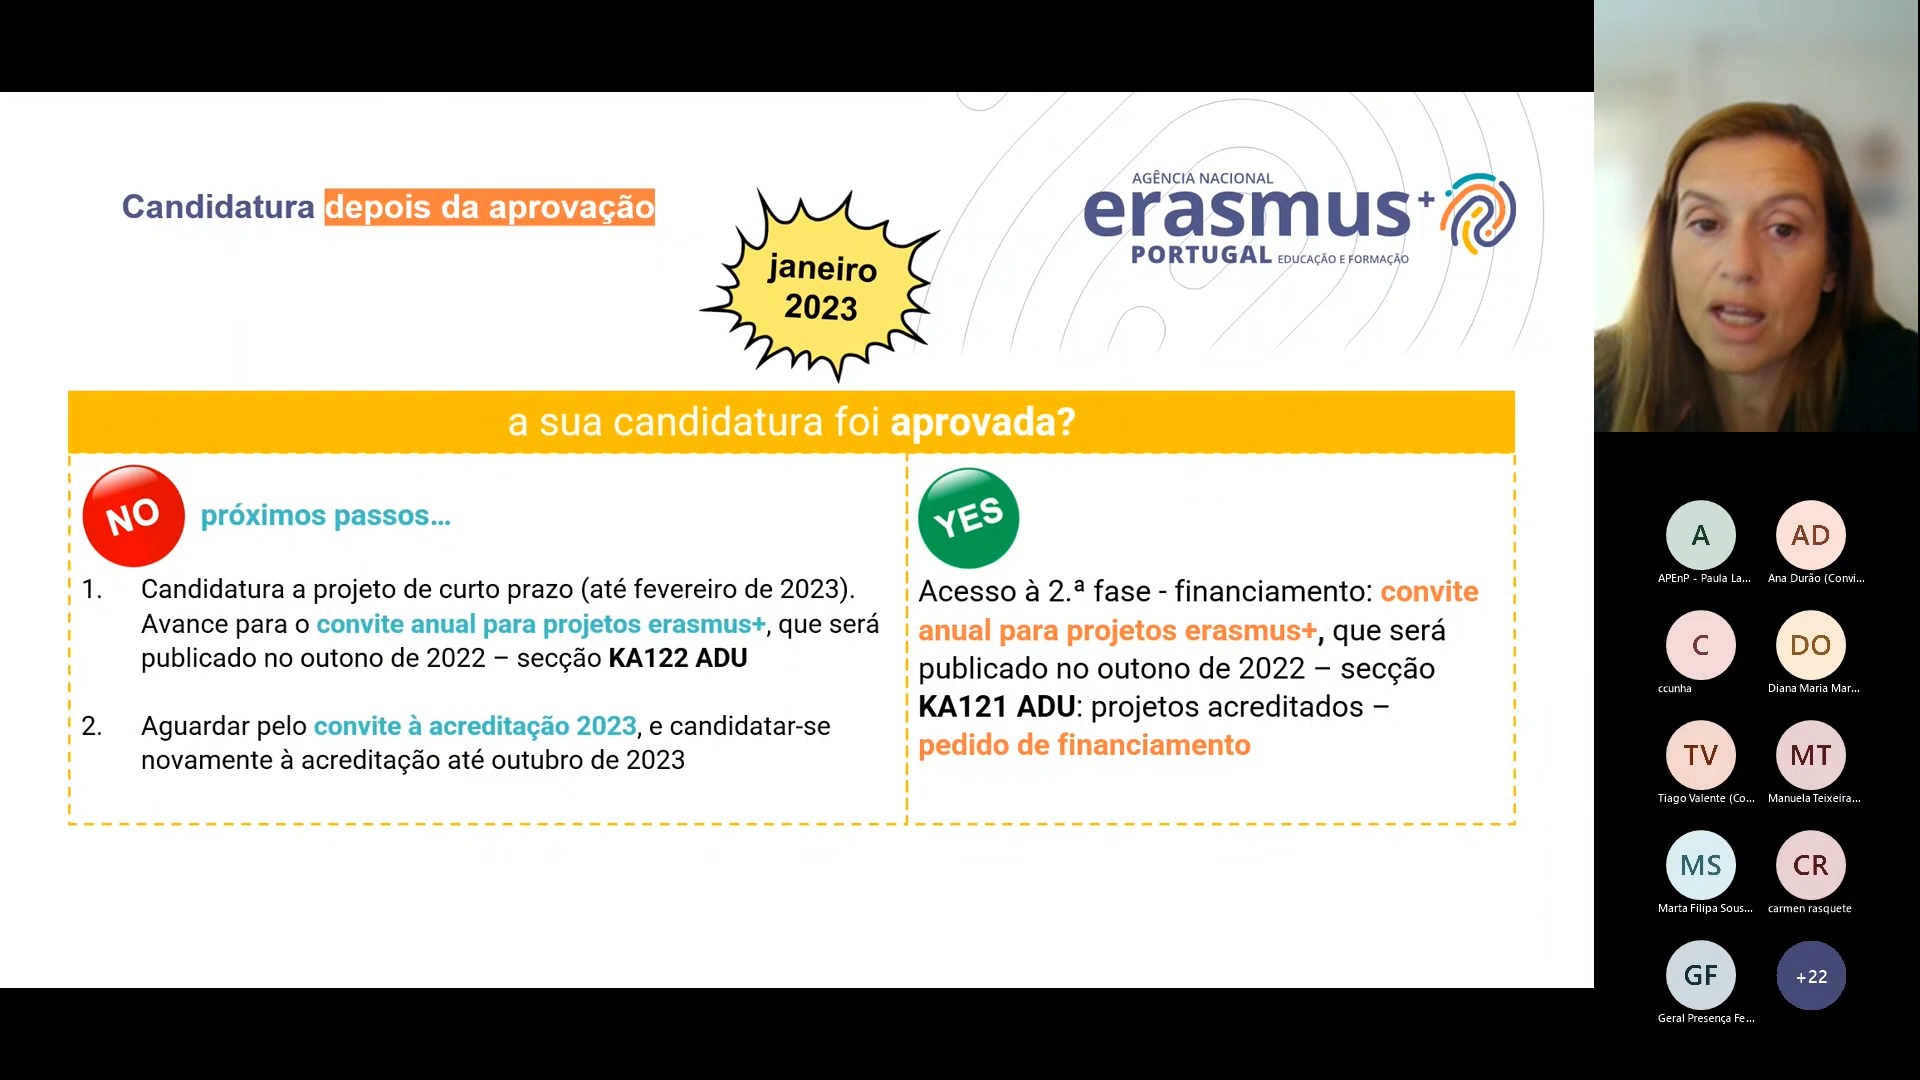 Candidatura depois da aprovação
janeiro
2023
AGÊNCIA NACIONAL
erasmus+
PORTUGAL EDUCAÇÃO E FORMAÇÃO
a sua candidatura foi aprovada?
NO
próximos passos...
1. Candidatura a projeto de curto prazo (até fevereiro de 2023).
Avance para o convite anual para projetos erasmus+, que será
publicado no outono de 2022 – secção KA122 ADU
2. Aguardar pelo convite à acreditação 2023, e candidatar-se
novamente à acreditação até outubro de 2023
YES
Acesso à 2.ª fase - financiamento: convite
anual para projetos erasmus+, que será
publicado no outono de 2022 – secção
KA121 ADU: projetos acreditados –
pedido de financiamento
A
APEnP - Paula La...
AD
Ana Durão (Convi...
C
ccunha
DO
Diana Maria Mar...
TV
Tiago Valente (Co...
MT
Manuela Teixeira...
MS
Marta Filipa Sous...
CR
carmen rasquete
GF
Geral Presença Fe...
+22